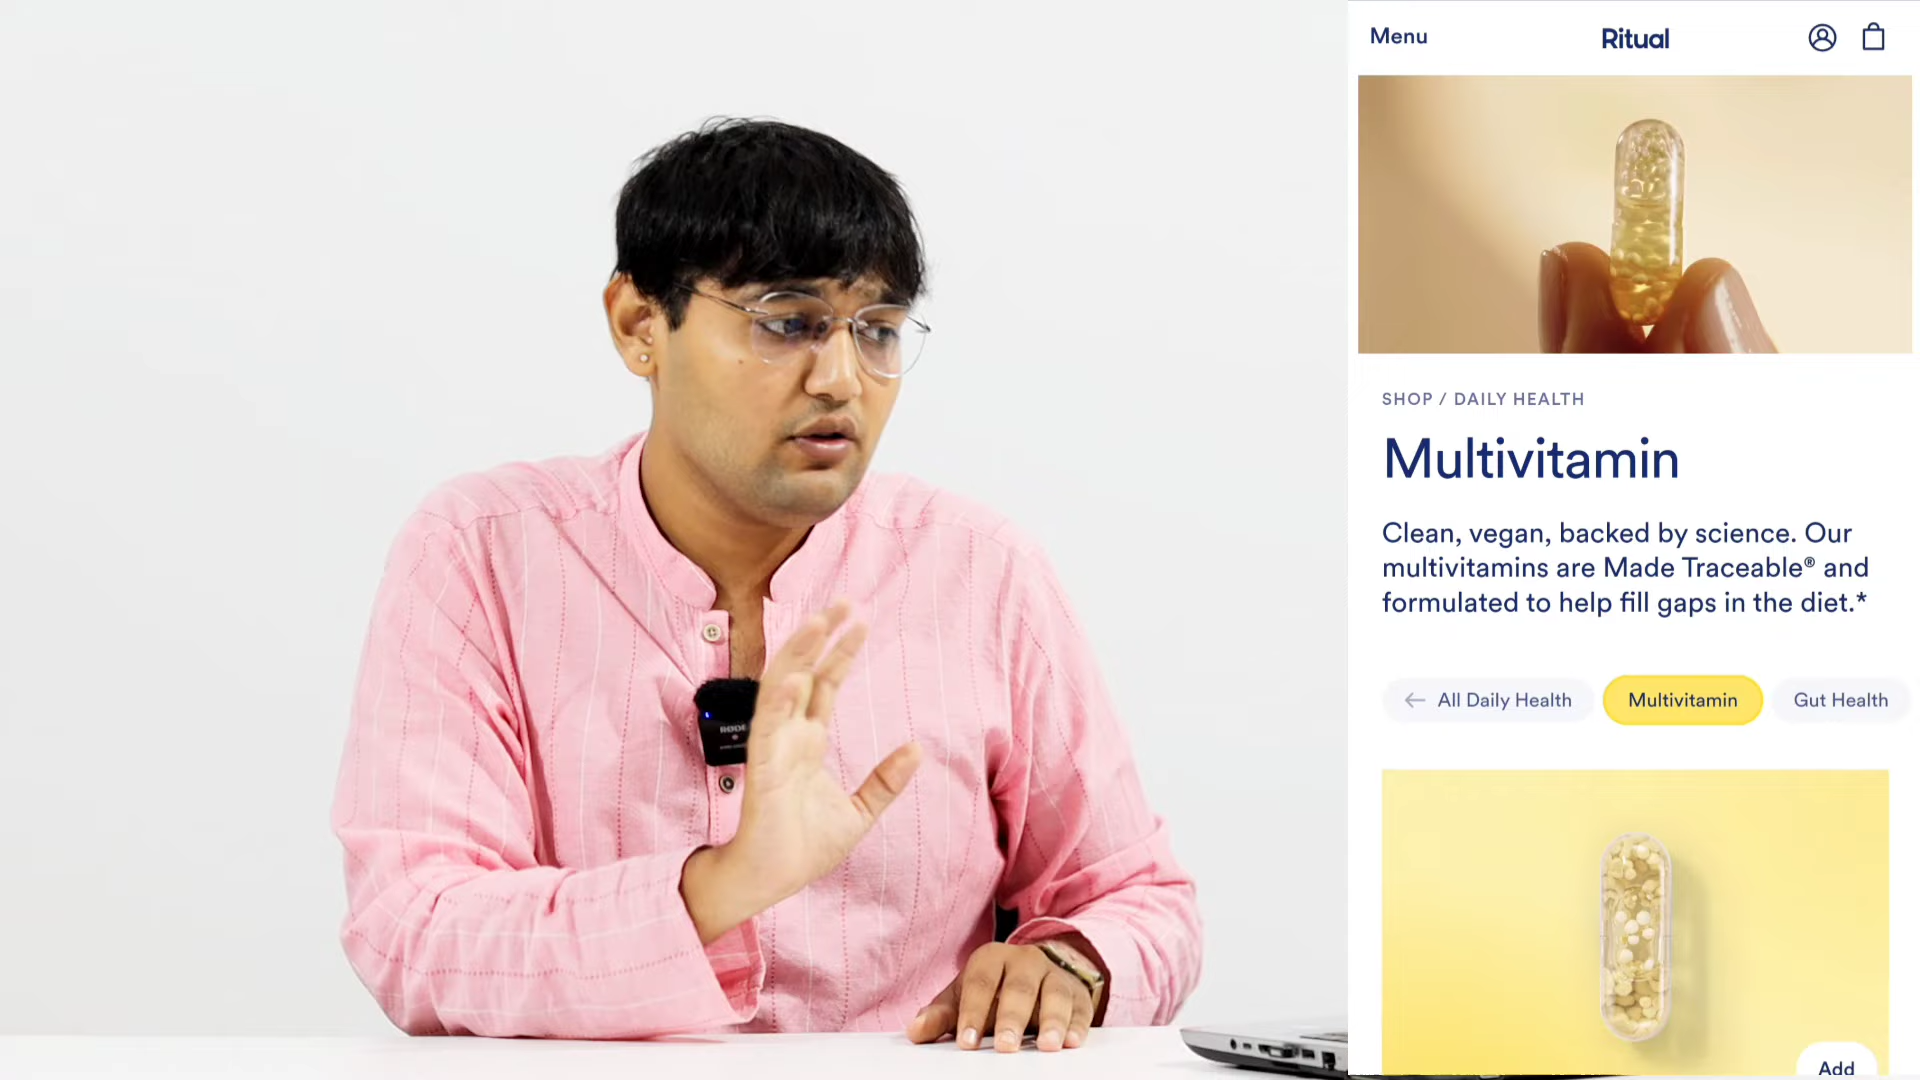 Menu
Ritual
SHOP / DAILY HEALTH
Multivitamin
Clean, vegan, backed by science. Our
multivitamins are Made Traceable® and
formulated to help fill gaps in the diet.*
← All Daily Health
Multivitamin
Gut Health
Add
RØDE